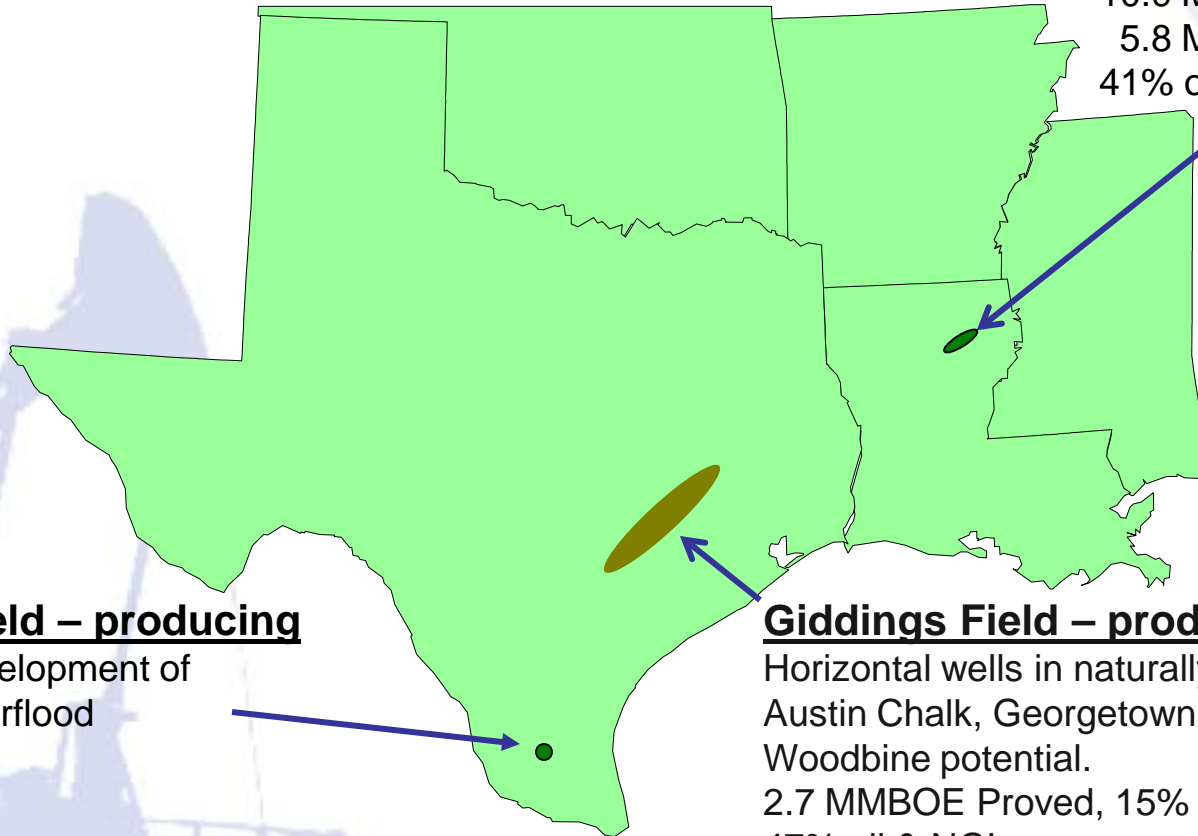 5.8 M
41% o
eld – producing
elopment of
rflood
Giddings Field – prod
Horizontal wells in naturally
Austin Chalk, Georgetown
Woodbine potential.
2.7 MMBOE Proved, 15%